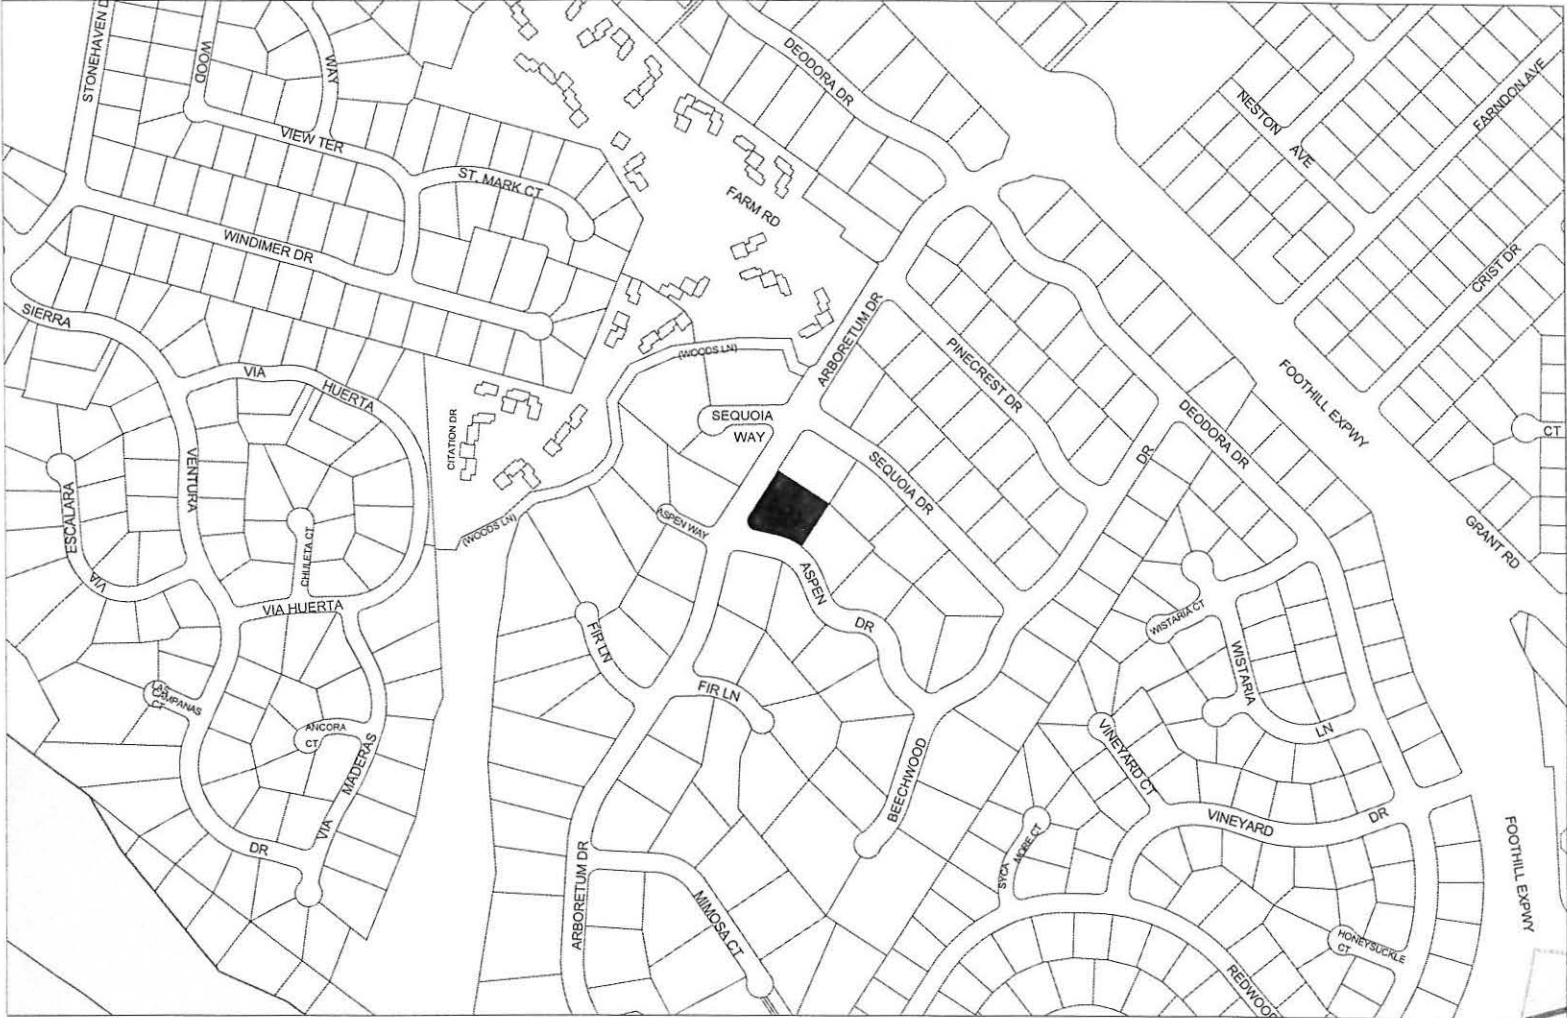 STONEHAVEN D
WOOD
WAY
VIEW TER
ST. MARK CT
WINDIMER DR
DEODORA DR
NESTON
AVE
FARNDON AVE
FARM RD
CRIST DR
SIERRA
VIA
HUERTA
CITATION DR
(WOODS LN)
ARBORETUM DR
PINECREST DR
FOOTHILL EXPWY
SEQUOIA
WAY
DEODORA DR
CT
VENTURA
ESCALARA
VIA
CHULETA CT
VIA HUERTA
(WOODS LN)
ASPEN WAY
SEQUOIA DR
DR
GRANT RD
ASPEN
DR
FIR LN
FIR LN
WISTARIA CT
WISTARIA
LN
LAS
CAMPANAS
CT
ANCORA
CT
MADERAS
VIA
DR
BEECHWOOD
VINEYARD CT
VINEYARD
DR
SYCA
MORE CT
FOOTHILL EXPWY
ARBORETUM DR
MIMOSA CT
HONEYSUCKLE
CT
REDWOOD